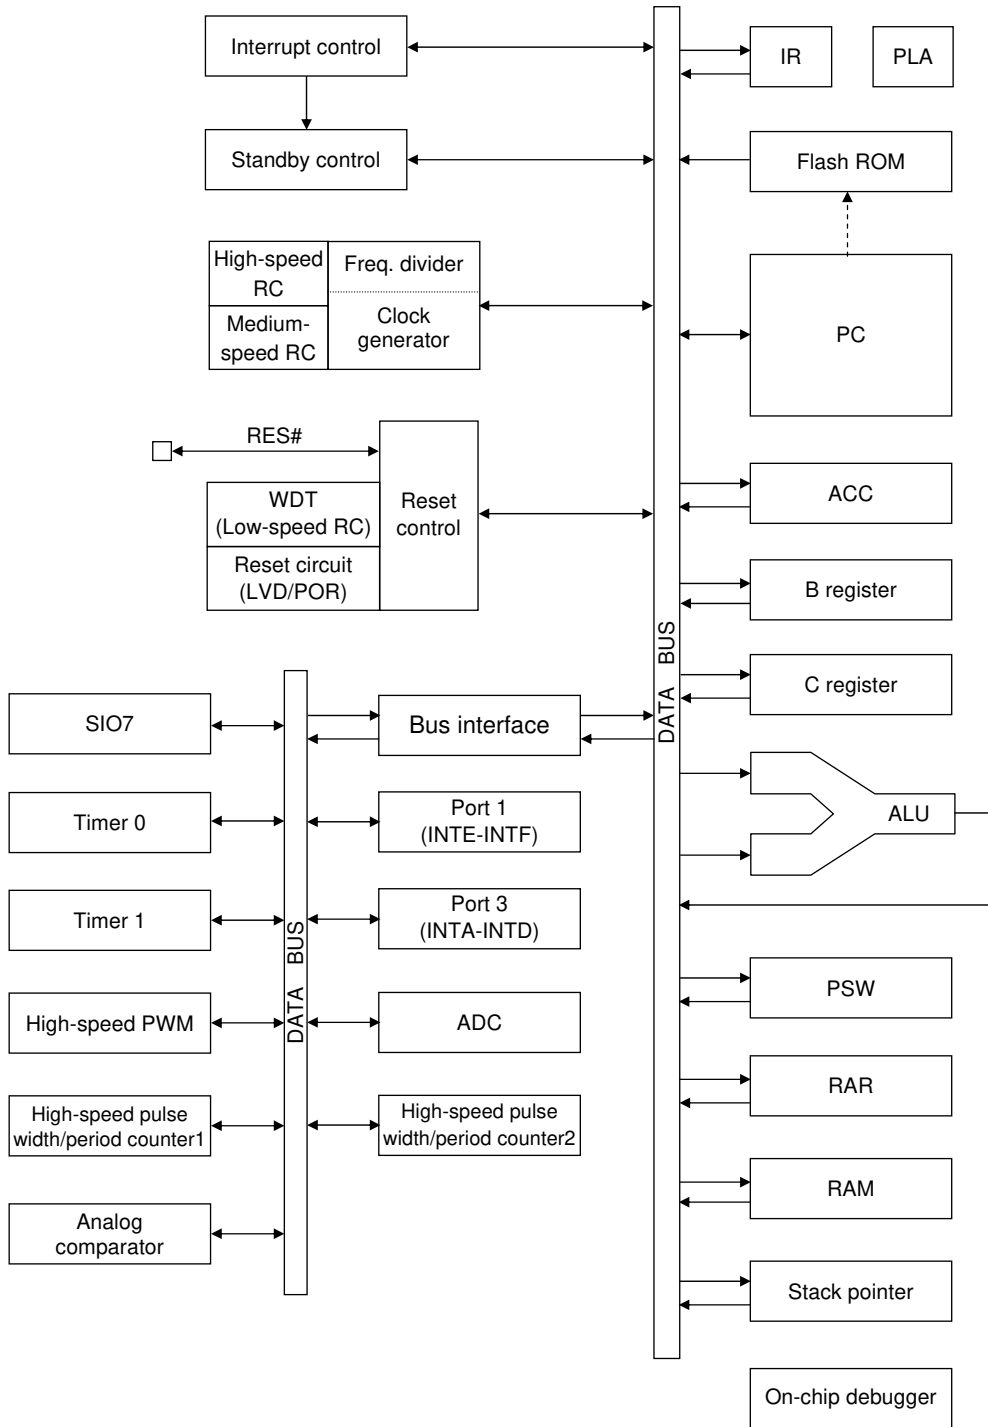 Interrupt control
IR
PLA
Standby control
Flash ROM
High-speed
RC
Freq. divider
Medium-
speed RC
Clock
generator
PC
RES#
WDT
(Low-speed RC)
Reset
control
Reset circuit
(LVD/POR)
ACC
B register
C register
DATA BUS
SIO7
Bus interface
Timer 0
Port 1
(INTE-INTF)
ALU
Timer 1
Port 3
(INTA-INTD)
DATA BUS
High-speed PWM
ADC
PSW
High-speed pulse
width/period counter1
High-speed pulse
width/period counter2
RAR
RAM
Analog
comparator
Stack pointer
On-chip debugger